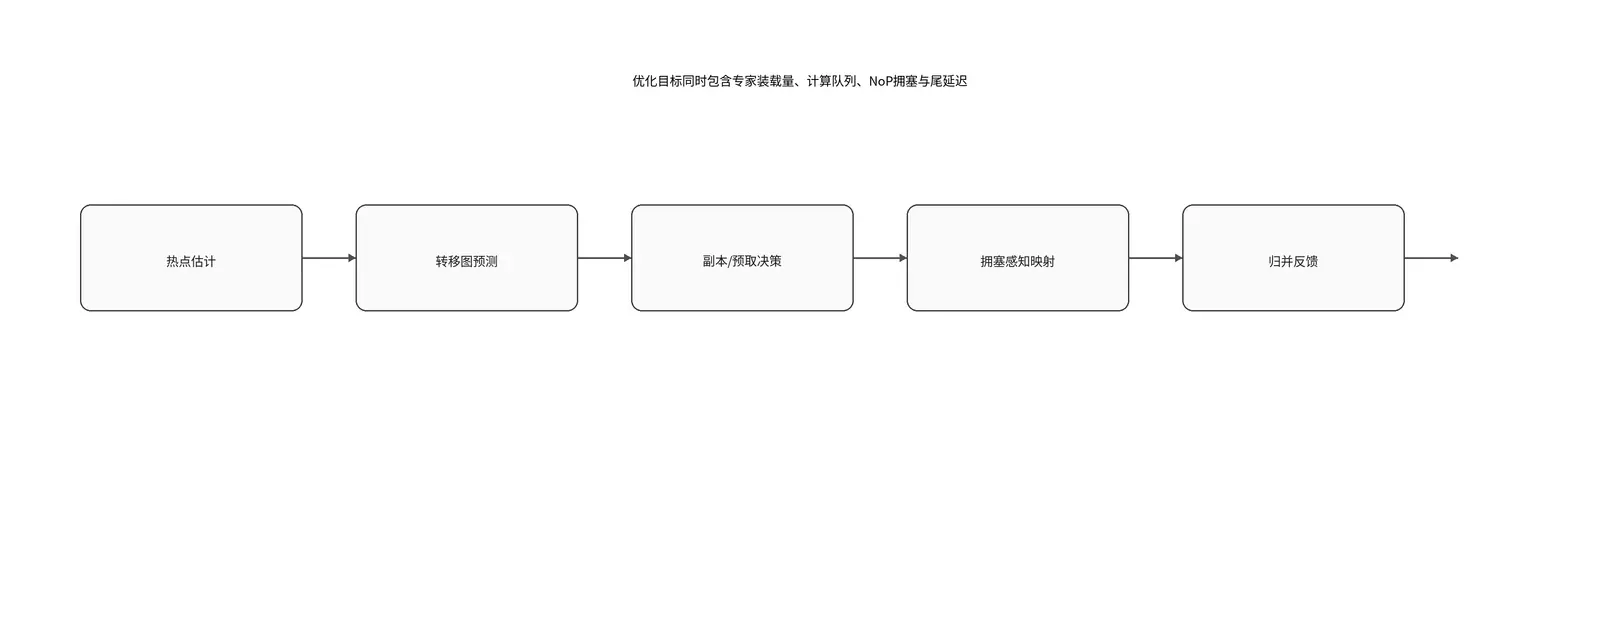 优化目标同时包含专家装载量、计算队列、NoP拥塞与尾延迟
热点估计
转移图预测
副本/预取决策
拥塞感知映射
归并反馈